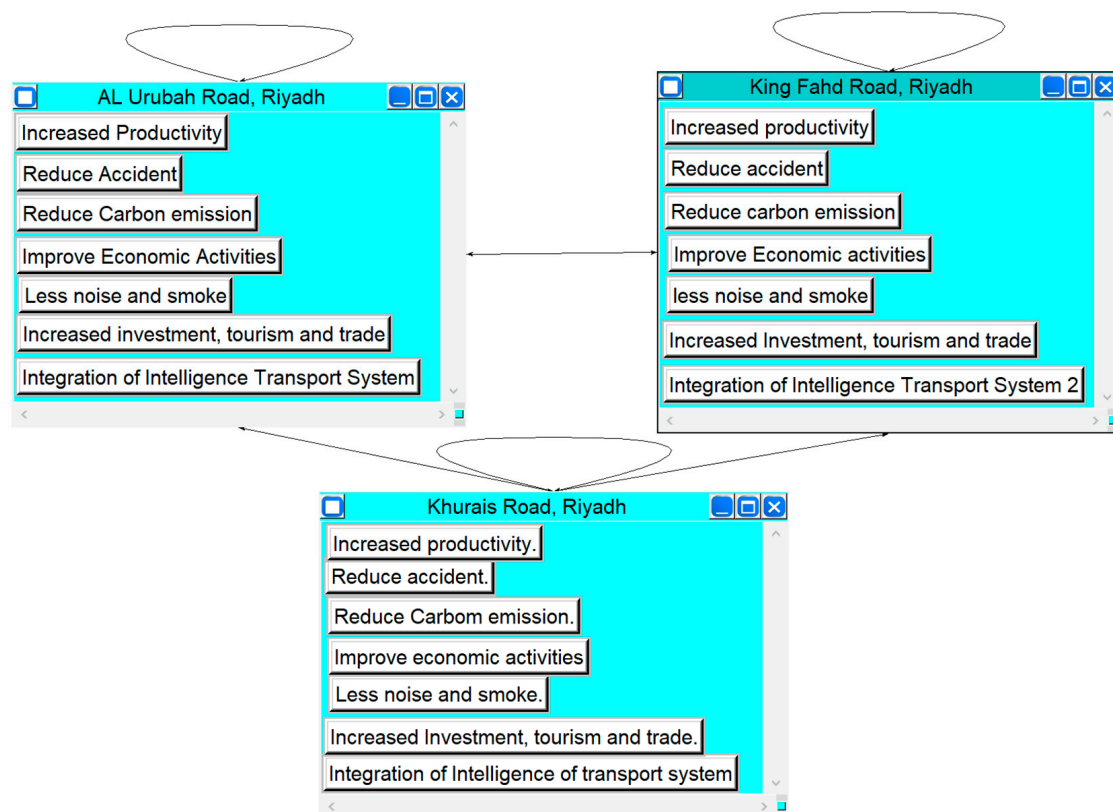 AL Urubah Road, Riyadh
Increased Productivity
Reduce Accident
Reduce Carbon emission
Improve Economic Activities
Less noise and smoke
Increased investment, tourism and trade
Integration of Intelligence Transport System
King Fahd Road, Riyadh
Increased productivity
Reduce accident
Reduce carbon emission
Improve Economic activities
less noise and smoke
Increased Investment, tourism and trade
Integration of Intelligence Transport System 2
Khurais Road, Riyadh
Increased productivity.
Reduce accident.
Reduce Carbom emission.
Improve economic activities
Less noise and smoke.
Increased Investment, tourism and trade.
Integration of Intelligence of transport system